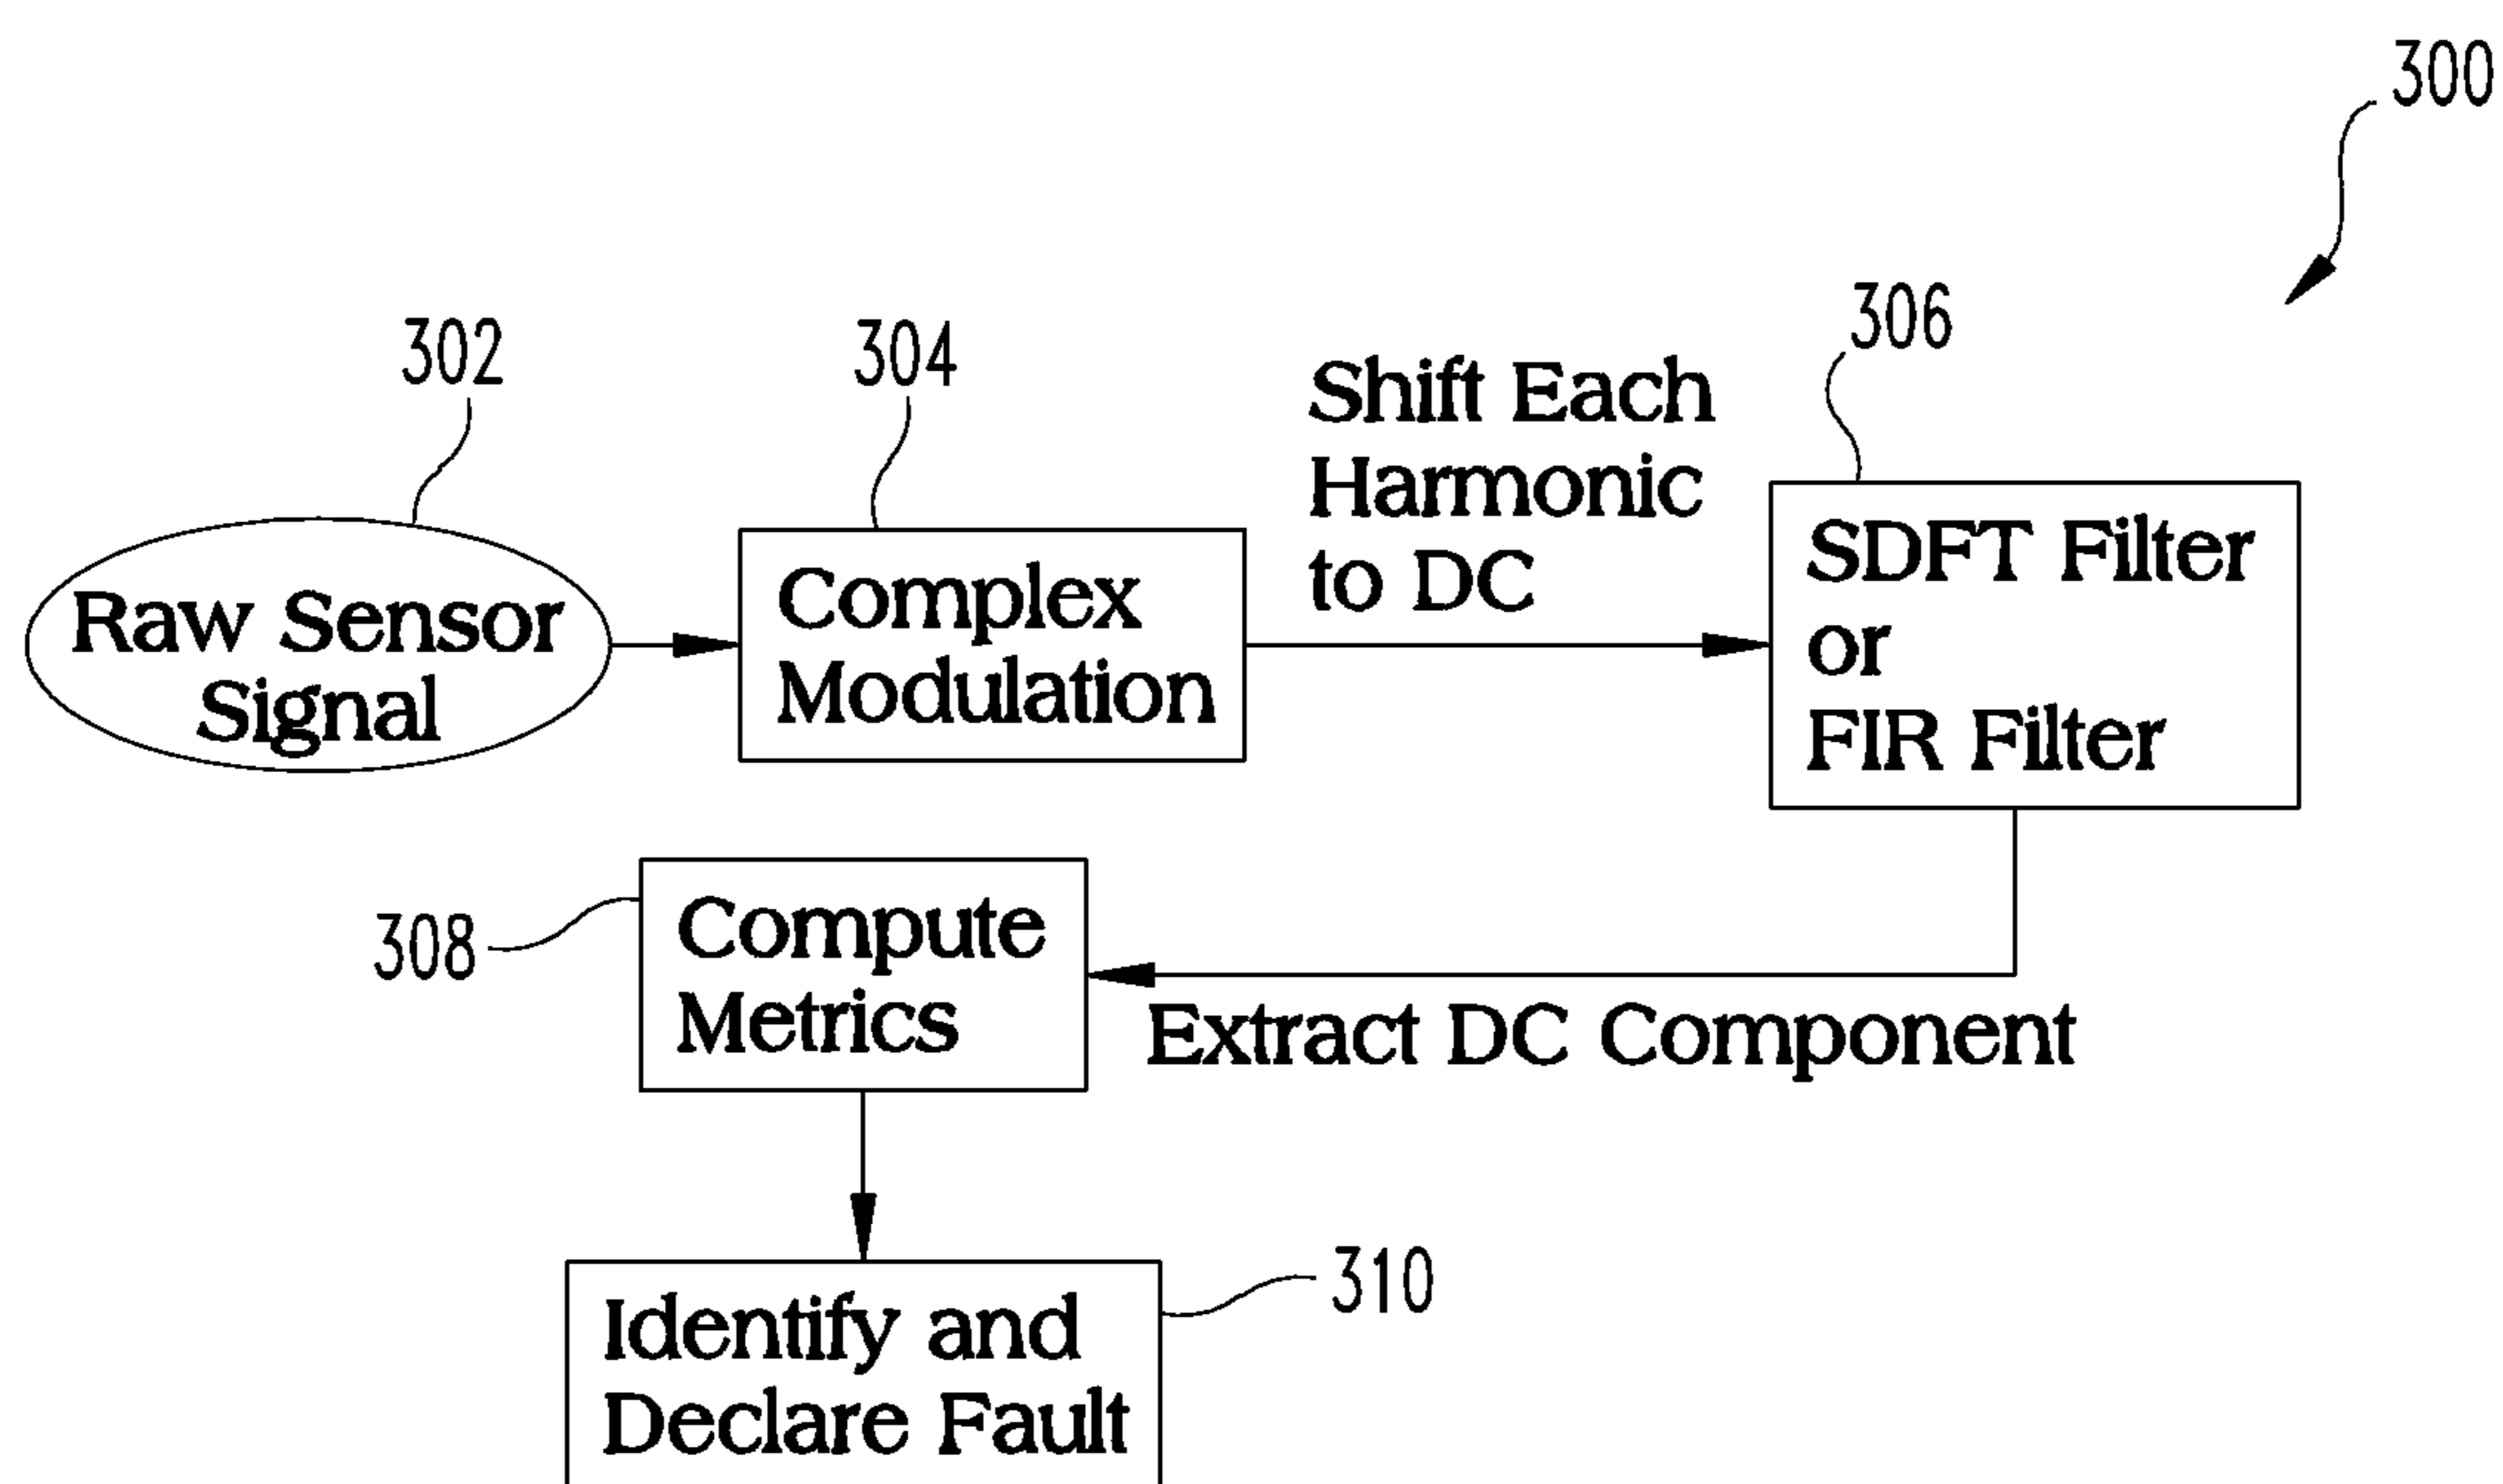 300
302
304
306
Shift Each
Harmonic
to DC
Raw Sensor
Signal
Complex
Modulation
SDFT Filter
or
FIR Filter
308
Compute
Metrics
Extract DC Component
310
Identify and
Declare Fault